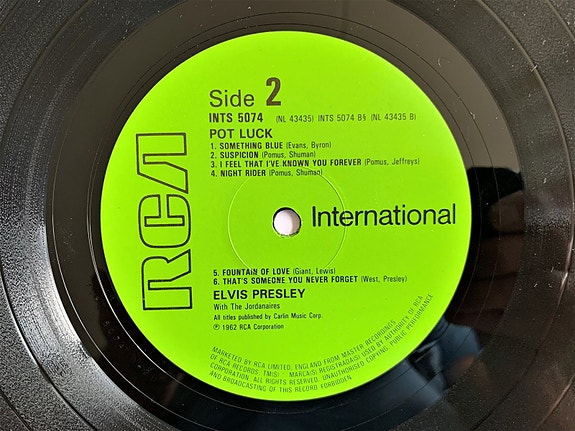 Side 2
INTS 5074 (NL 43435) INTS 5074 B§ (NL 43435 B)
POT LUCK
1. SOMETHING BLUE (Evans, Byron)
2. SUSPICION (Pomus, Shuman)
3. I FEEL THAT I'VE KNOWN YOU FOREVER (Pomus, Jeffreys)
4. NIGHT RIDER (Pomus, Shuman)
RCA
International
5. FOUNTAIN OF LOVE (Giant, Lewis)
6. THAT'S SOMEONE YOU NEVER FORGET (West, Presley)
ELVIS PRESLEY
With The Jordanaires
All titles published by Carlin Music Corp.
℗ 1962 RCA Corporation
MARKETED BY RCA LIMITED, ENGLAND FROM MASTER RECORDINGS
OF RCA RECORDS. TM(S) - MARCA(S) REGISTRADA(S) USED BY AUTHORITY OF RCA
CORPORATION. ALL RIGHTS RESERVED. UNAUTHORISED COPYING, PUBLIC PERFORMANCE
AND BROADCASTING OF THIS RECORD FORBIDDEN